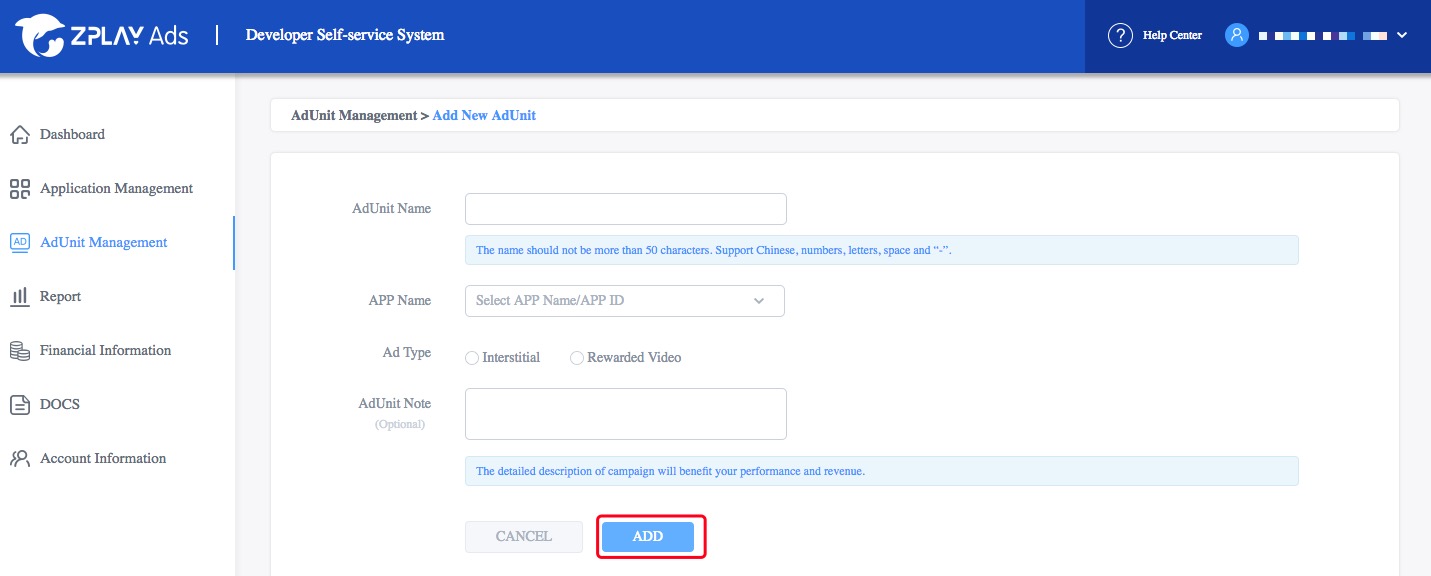 ZPLAY Ads
Developer Self-service System
? Help Center
Dashboard
Application Management
AD AdUnit Management
Report
Financial Information
DOCS
Account Information
AdUnit Management > Add New AdUnit
AdUnit Name
The name should not be more than 50 characters. Support Chinese, numbers, letters, space and “-”.
APP Name Select APP Name/APP ID
Ad Type Interstitial Rewarded Video
AdUnit Note
(Optional)
The detailed description of campaign will benefit your performance and revenue.
CANCEL ADD